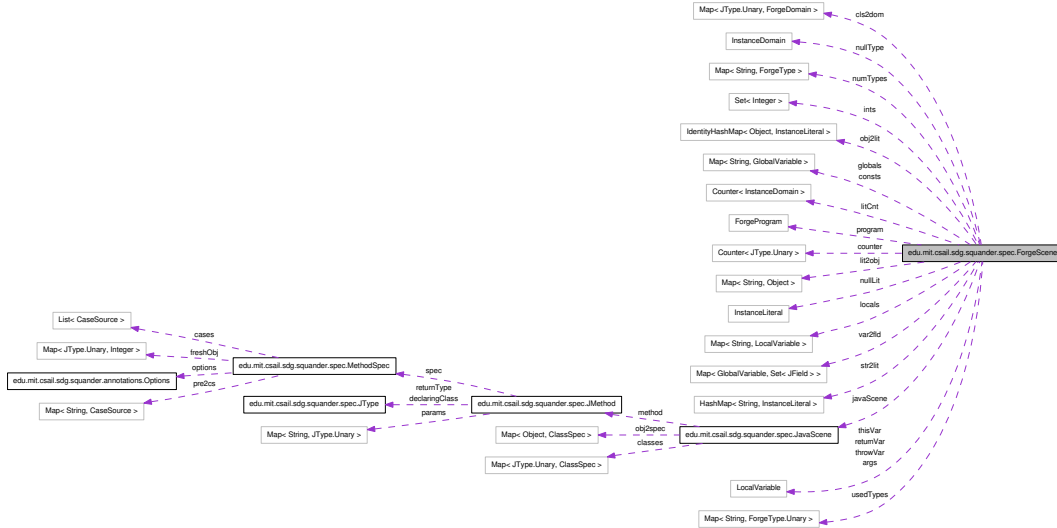 Map< JType.Unary, ForgeDomain >
cls2dom
InstanceDomain
nullType
Map< String, ForgeType >
numTypes
Set< Integer >
ints
IdentityHashMap< Object, InstanceLiteral >
obj2lit
Map< String, GlobalVariable >
globals
consts
Counter< InstanceDomain >
litCnt
ForgeProgram
program
edu.mit.csail.sdg.squander.spec.ForgeScene
Counter< JType.Unary >
counter
lit2obj
Map< String, Object >
nullLit
InstanceLiteral
locals
Map< String, LocalVariable >
var2fld
Map< GlobalVariable, Set< JField > >
str2lit
HashMap< String, InstanceLiteral >
javaScene
List< CaseSource >
cases
Map< JType.Unary, Integer >
freshObj
edu.mit.csail.sdg.squander.spec.MethodSpec
options
edu.mit.csail.sdg.squander.annotations.Options
pre2cs
Map< String, CaseSource >
spec
returnType
declaringClass
edu.mit.csail.sdg.squander.spec.JType
edu.mit.csail.sdg.squander.spec.JMethod
params
Map< String, JType.Unary >
method
obj2spec
Map< Object, ClassSpec >
edu.mit.csail.sdg.squander.spec.JavaScene
classes
Map< JType.Unary, ClassSpec >
thisVar
returnVar
throwVar
args
LocalVariable
usedTypes
Map< String, ForgeType.Unary >